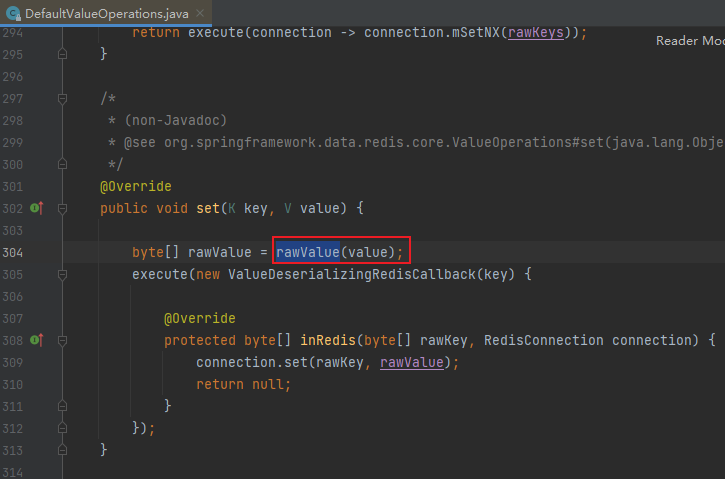 DefaultValueOperations.java ×
294 return execute(connection -> connection.mSetNX(rawKeys));
Reader Mod
295 }
296
297 /*
298 * (non-Javadoc)
299 * @see org.springframework.data.redis.core.ValueOperations#set(java.lang.Obje
300 */
301 @Override
302 public void set(K key, V value) {
303
304 byte[] rawValue = rawValue(value);
305 execute(new ValueDeserializingRedisCallback(key) {
306
307 @Override
308 protected byte[] inRedis(byte[] rawKey, RedisConnection connection) {
309 connection.set(rawKey, rawValue);
310 return null;
311 }
312 });
313 }
314